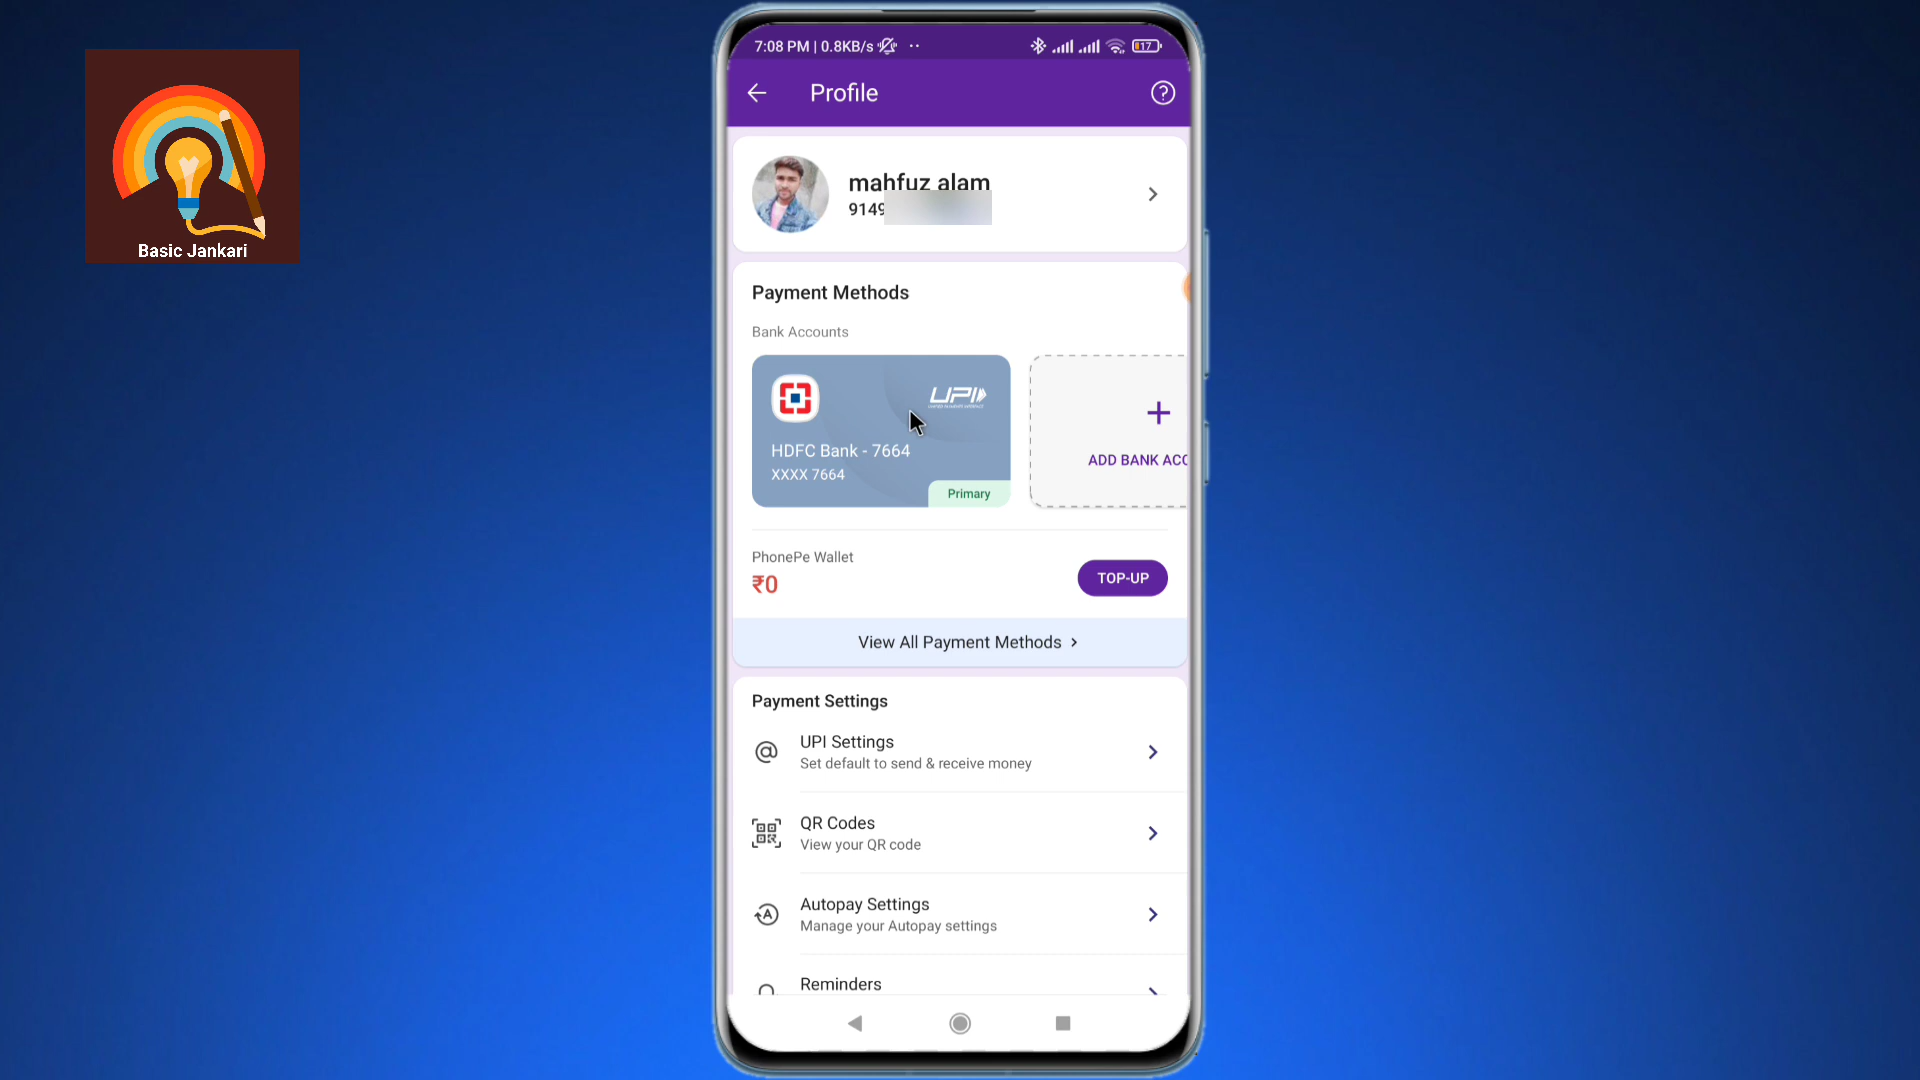 Basic Jankari
7:08 PM | 0.8KB/s
17
Profile
mahfuz alam
9149
Payment Methods
Bank Accounts
UPI
HDFC Bank - 7664
XXXX 7664
Primary
ADD BANK ACC
PhonePe Wallet
₹0
TOP-UP
View All Payment Methods
Payment Settings
UPI Settings
Set default to send & receive money
QR Codes
View your QR code
Autopay Settings
Manage your Autopay settings
Reminders